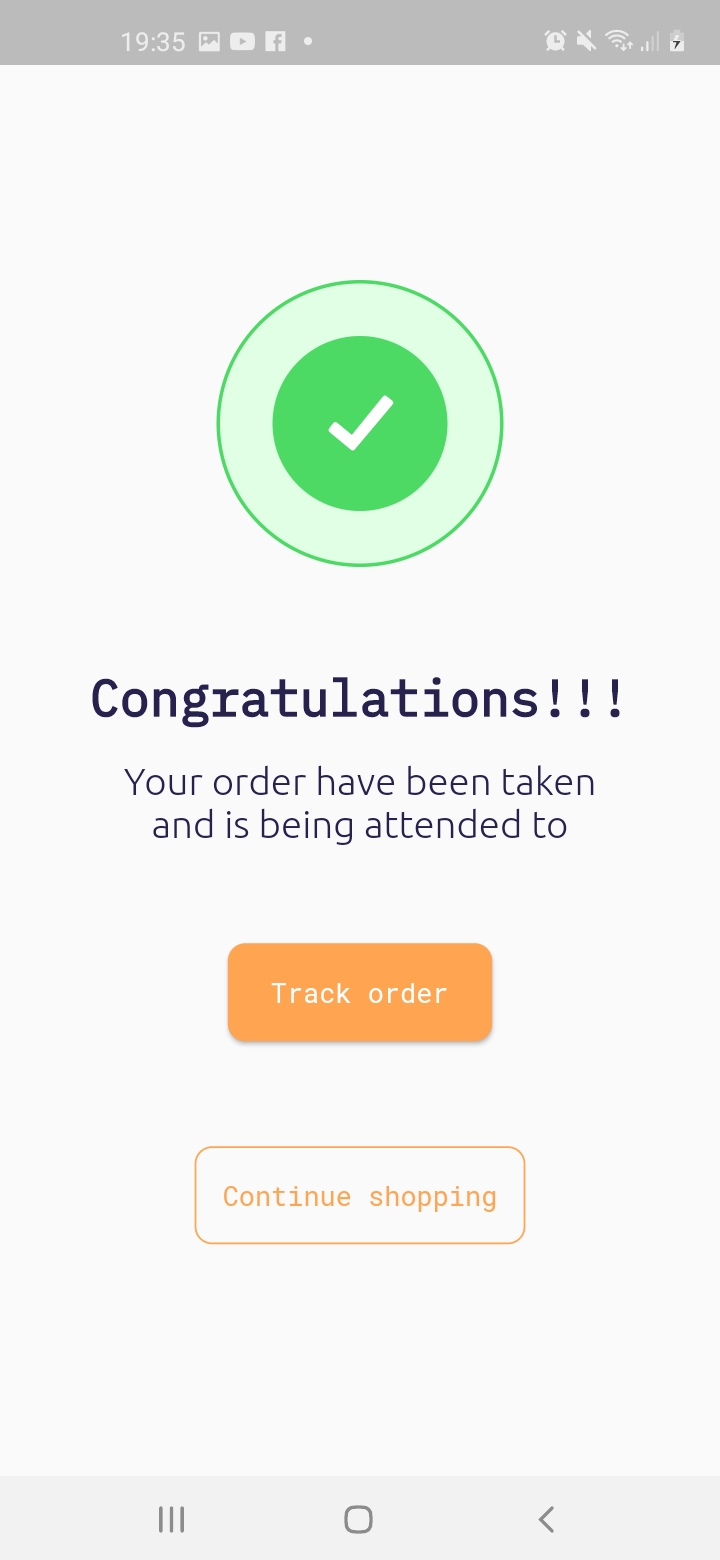 19:35
Congratulations!!!
Your order have been taken
and is being attended to
Track order
Continue shopping